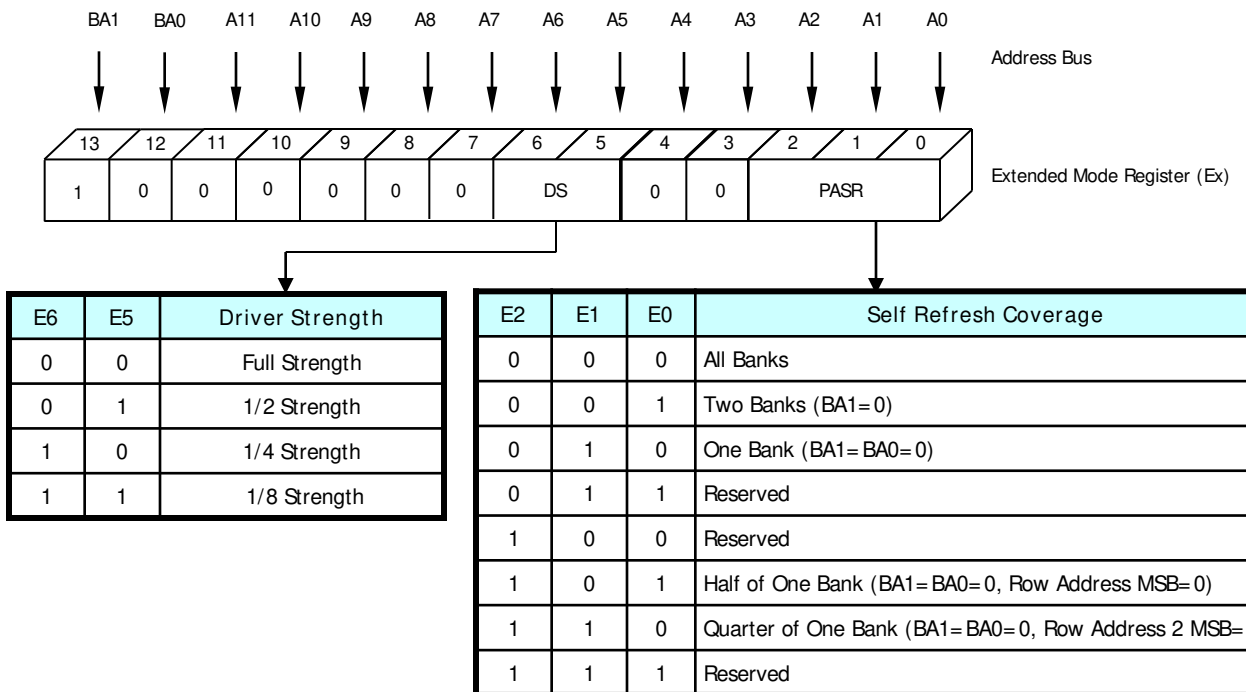 BA1 BA0 A11 A10 A9 A8 A7 A6 A5 A4 A3 A2 A1 A0
Address Bus
13 12 11 10 9 8 7 6 5 4 3 2 1 0
1 0 0 0 0 0 0 DS 0 0 PASR
Extended Mode Register (Ex)
E6 E5 Driver Strength
0 0 Full Strength
0 1 1/2 Strength
1 0 1/4 Strength
1 1 1/8 Strength
E2 E1 E0 Self Refresh Coverage
0 0 0 All Banks
0 0 1 Two Banks (BA1=0)
0 1 0 One Bank (BA1=BA0=0)
0 1 1 Reserved
1 0 0 Reserved
1 0 1 Half of One Bank (BA1=BA0=0, Row Address MSB=0)
1 1 0 Quarter of One Bank (BA1=BA0=0, Row Address 2 MSB=
1 1 1 Reserved